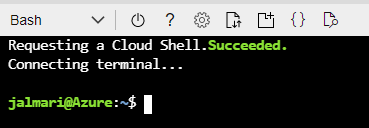 Bash
Requesting a Cloud Shell.Succeeded.
Connecting terminal...
jalmari@Azure:~$